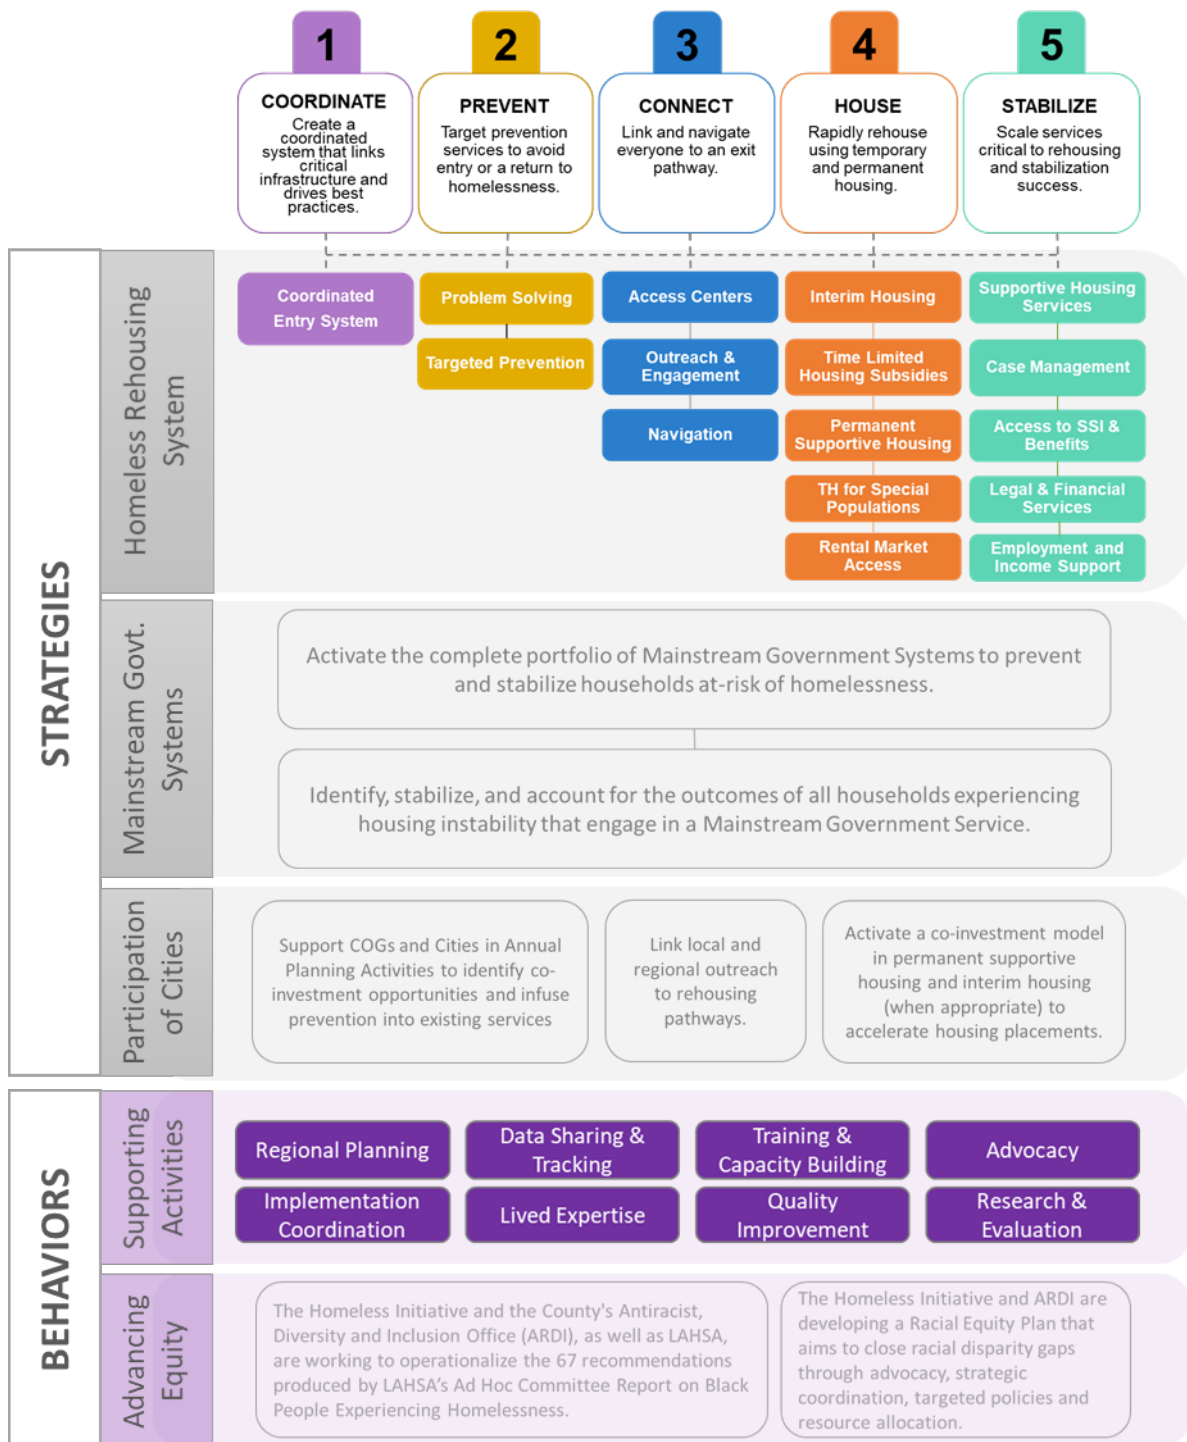 1
2
3
4
5
COORDINATE
Create a
coordinated
system that links
critical
infrastructure and
drives best
practices.
PREVENT
Target prevention
services to avoid
entry or a return to
homelessness.
CONNECT
Link and navigate
everyone to an exit
pathway.
HOUSE
Rapidly rehouse
using temporary
and permanent
housing.
STABILIZE
Scale services
critical to rehousing
and stabilization
success.
STRATEGIES
Homeless Rehousing
System
Coordinated
Entry System
Problem Solving
Targeted Prevention
Access Centers
Outreach &
Engagement
Navigation
Interim Housing
Time Limited
Housing Subsidies
Permanent
Supportive Housing
TH for Special
Populations
Rental Market
Access
Supportive Housing
Services
Case Management
Access to SSI &
Benefits
Legal & Financial
Services
Employment and
Income Support
Mainstream Govt.
Systems
Activate the complete portfolio of Mainstream Government Systems to prevent
and stabilize households at-risk of homelessness.
Identify, stabilize, and account for the outcomes of all households experiencing
housing instability that engage in a Mainstream Government Service.
Participation
of Cities
Support COGs and Cities in Annual
Planning Activities to identify co-
investment opportunities and infuse
prevention into existing services
Link local and
regional outreach
to rehousing
pathways.
Activate a co-investment model
in permanent supportive
housing and interim housing
(when appropriate) to
accelerate housing placements.
BEHAVIORS
Supporting
Activities
Regional Planning
Data Sharing &
Tracking
Training &
Capacity Building
Advocacy
Implementation
Coordination
Lived Expertise
Quality
Improvement
Research &
Evaluation
Advancing
Equity
The Homeless Initiative and the County's Antiracist,
Diversity and Inclusion Office (ARDI), as well as LAHSA,
are working to operationalize the 67 recommendations
produced by LAHSA's Ad Hoc Committee Report on Black
People Experiencing Homelessness.
The Homeless Initiative and ARDI are
developing a Racial Equity Plan that
aims to close racial disparity gaps
through advocacy, strategic
coordination, targeted policies and
resource allocation.